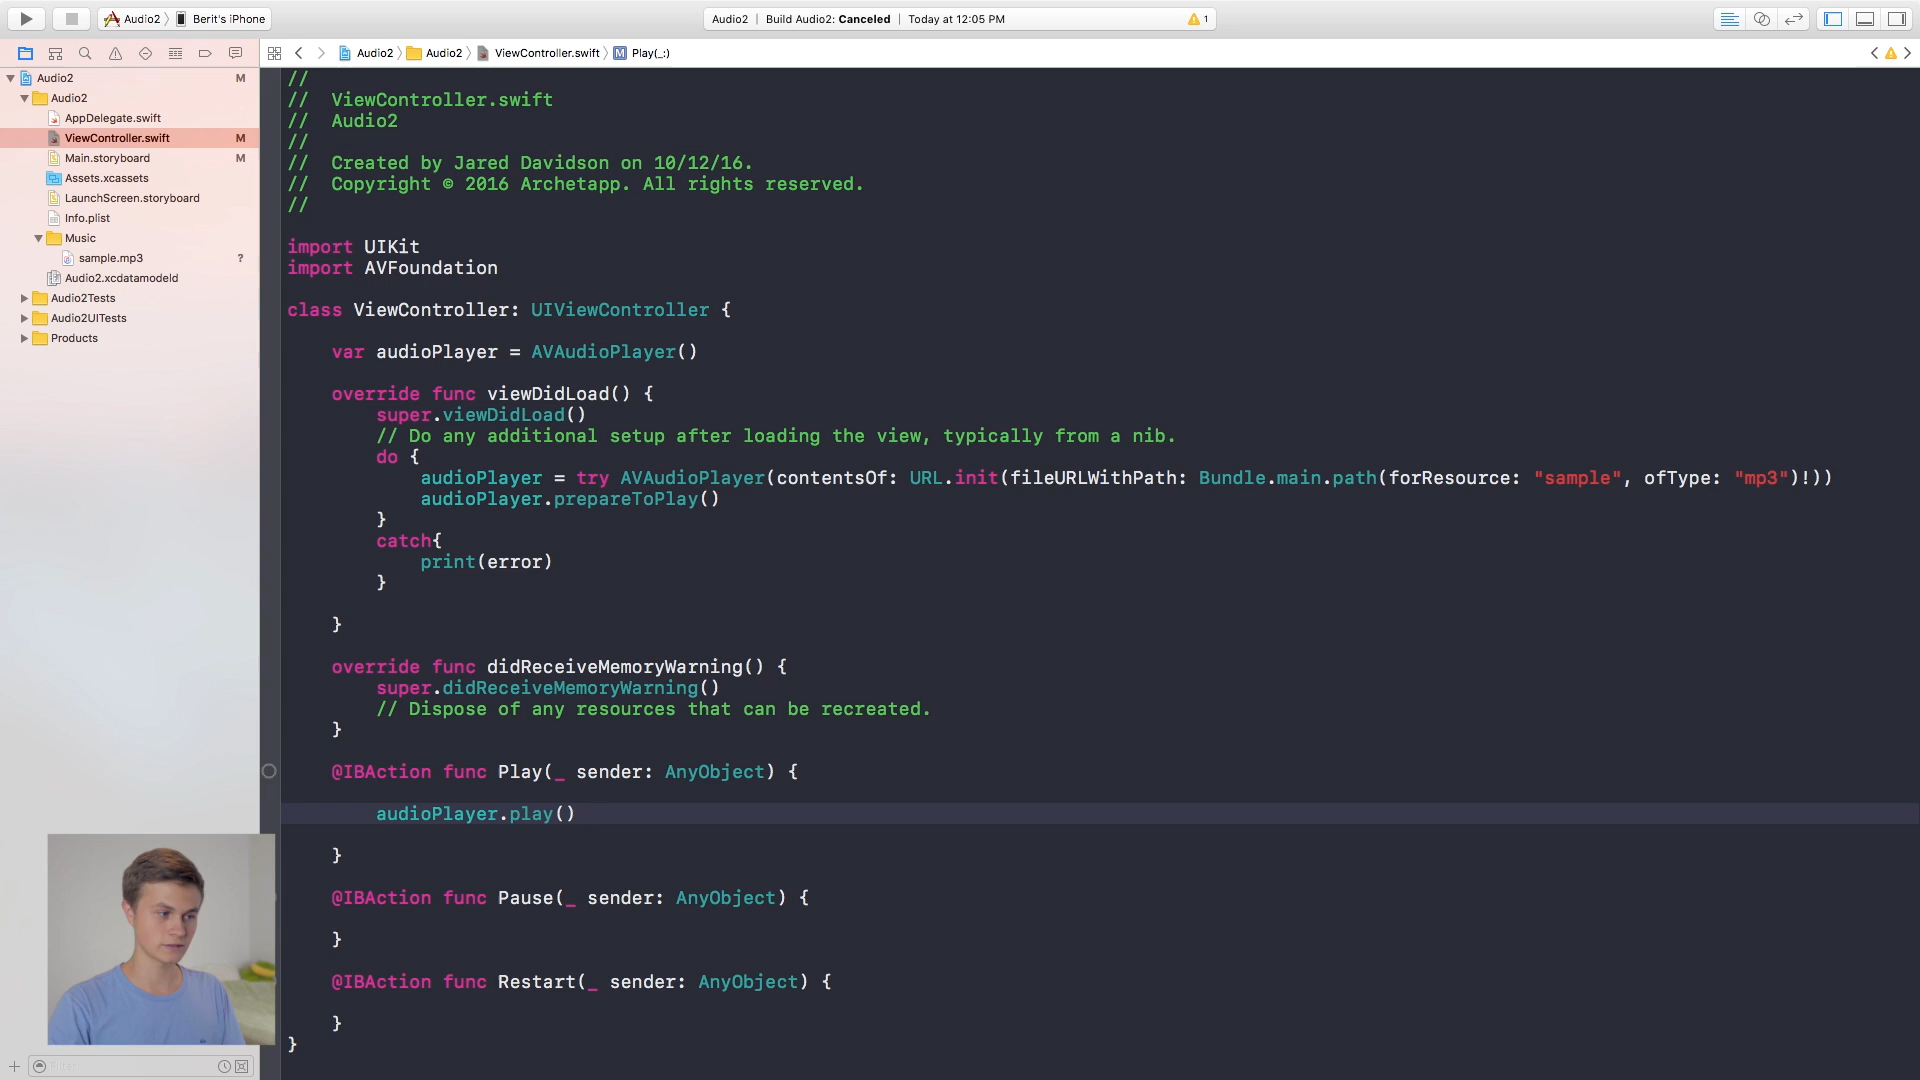 Audio2 Berit's iPhone
Audio2 | Build Audio2: Canceled | Today at 12:05 PM
1
Audio2 Audio2 ViewController.swift M Play(_:)
Audio2 M
Audio2
AppDelegate.swift
ViewController.swift M
Main.storyboard M
Assets.xcassets
LaunchScreen.storyboard
Info.plist
Music
sample.mp3 ?
Audio2.xcdatamodeld
Audio2Tests
Audio2UITests
Products
Filter
//
// ViewController.swift
// Audio2
//
// Created by Jared Davidson on 10/12/16.
// Copyright © 2016 Archetapp. All rights reserved.
//
import UIKit
import AVFoundation
class ViewController: UIViewController {
var audioPlayer = AVAudioPlayer()
override func viewDidLoad() {
super.viewDidLoad()
// Do any additional setup after loading the view, typically from a nib.
do {
audioPlayer = try AVAudioPlayer(contentsOf: URL.init(fileURLWithPath: Bundle.main.path(forResource: "sample", ofType: "mp3")!))
audioPlayer.prepareToPlay()
}
catch{
print(error)
}
}
override func didReceiveMemoryWarning() {
super.didReceiveMemoryWarning()
// Dispose of any resources that can be recreated.
}
@IBAction func Play(_ sender: AnyObject) {
audioPlayer.play()
}
@IBAction func Pause(_ sender: AnyObject) {
}
@IBAction func Restart(_ sender: AnyObject) {
}
}